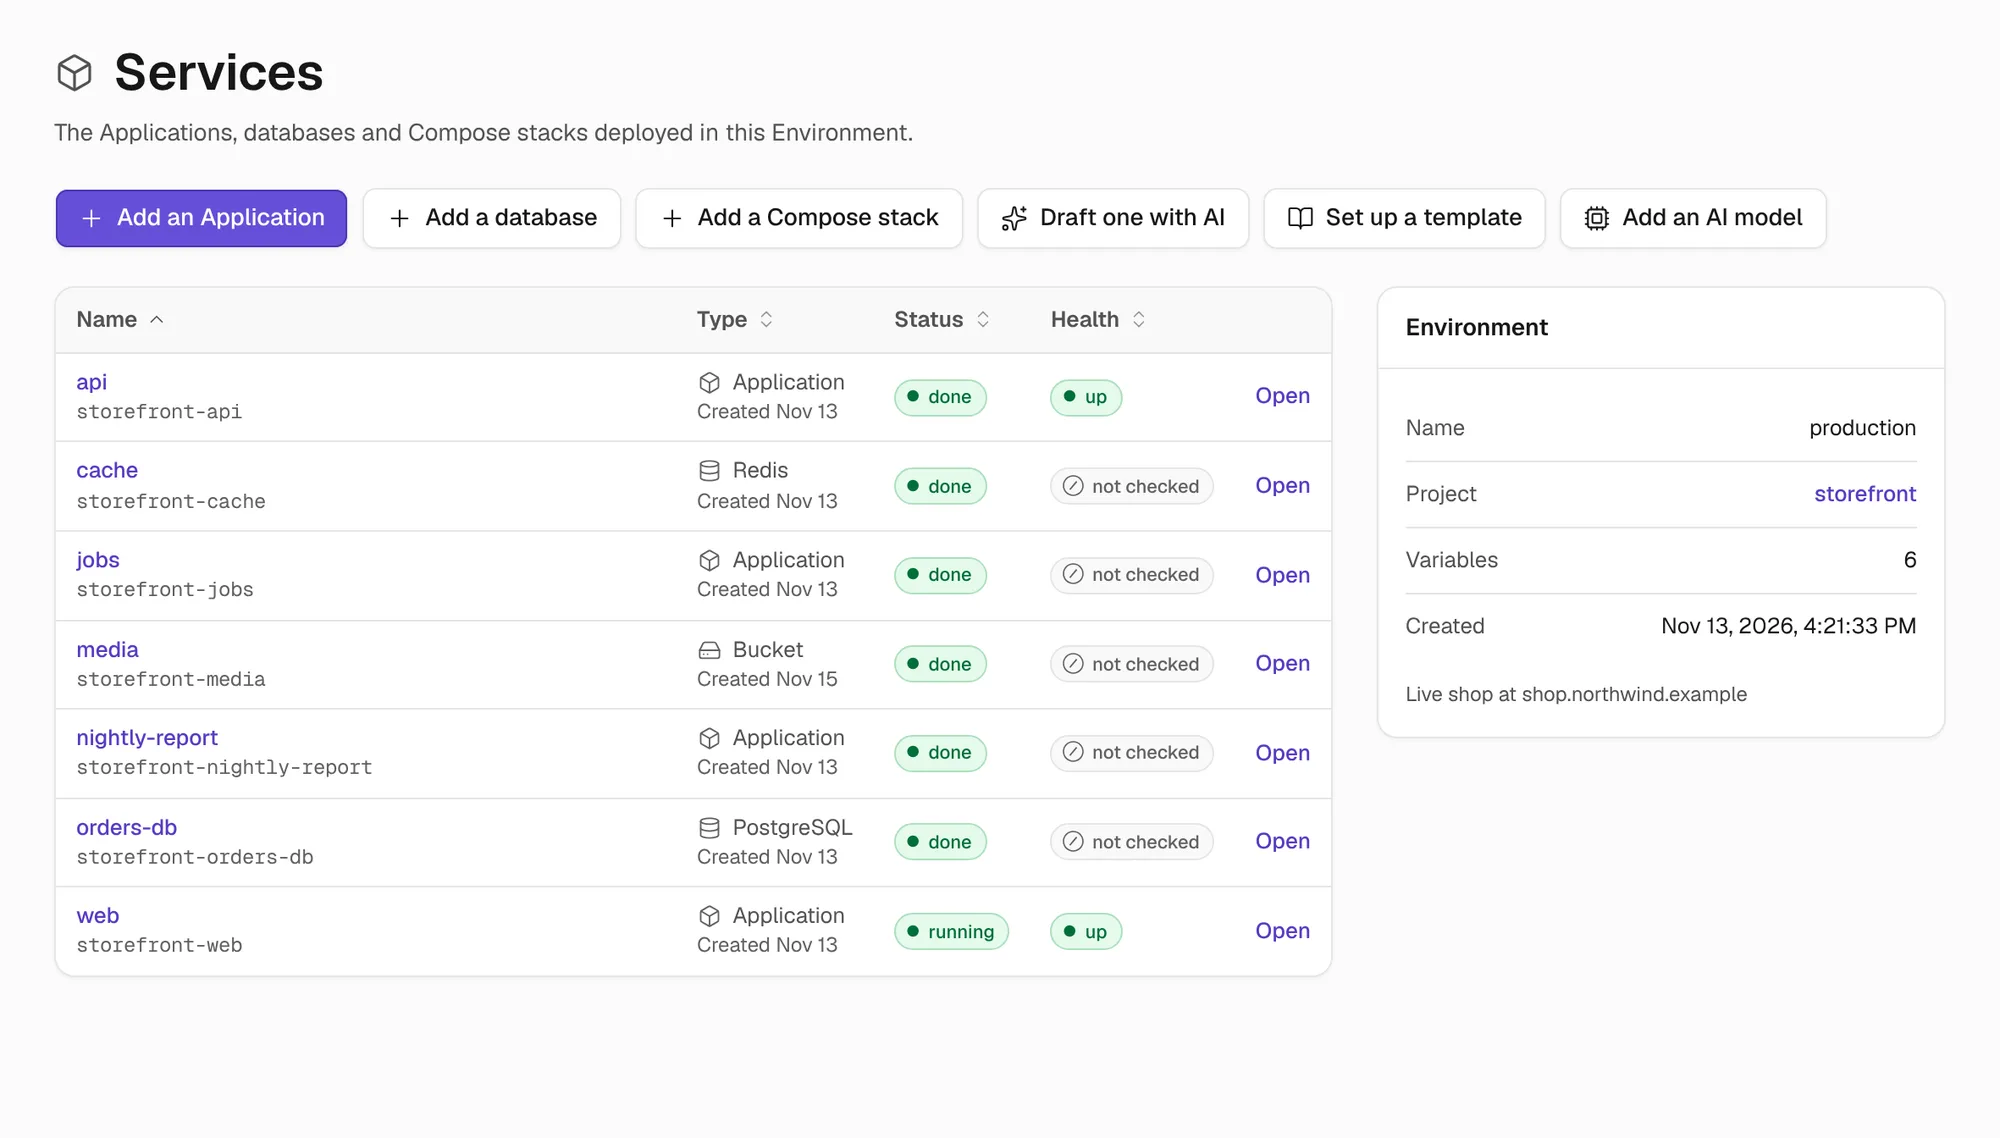 Services
The Applications, databases and Compose stacks deployed in this Environment.
Add an Application
Add a database
Add a Compose stack
Draft one with AI
Set up a template
Add an AI model
Name Type Status Health
api Application done up Open
storefront-api Created Nov 13
cache Redis done not checked Open
storefront-cache Created Nov 13
jobs Application done not checked Open
storefront-jobs Created Nov 13
media Bucket done not checked Open
storefront-media Created Nov 15
nightly-report Application done not checked Open
storefront-nightly-report Created Nov 13
orders-db PostgreSQL done not checked Open
storefront-orders-db Created Nov 13
web Application running up Open
storefront-web Created Nov 13
Environment
Name production
Project storefront
Variables 6
Created Nov 13, 2026, 4:21:33 PM
Live shop at shop.northwind.example